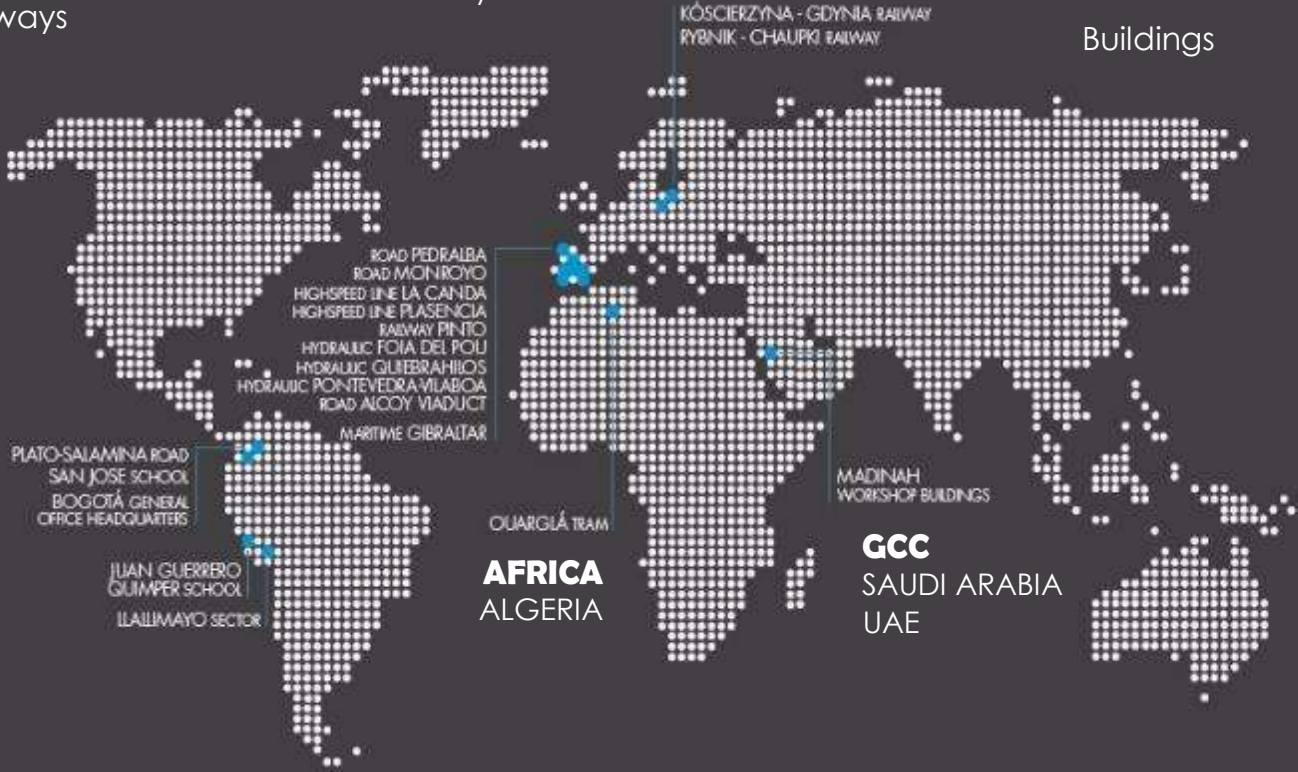 ways
KÓSCIERZYNA - GDYNIA RAILWAY
RYBNIK - CHAUPKI RAILWAY
Buildings
ROAD PEDRALBA
ROAD MONROYO
HIGHSPEED LINE LA CANDA
HIGHSPEED LINE PLASENCIA
RAILWAY PINTO
HYDRAULIC FOIA DEL POU
HYDRAULIC QUIEBRAHILOS
HYDRAULIC PONTEVEDRA-VILABOA
ROAD ALCOY VIADUCT
MARITIME GIBRALTAR
PLATO-SALAMINA ROAD
SAN JOSE SCHOOL
BOGOTÁ GENERAL
OFFICE HEADQUARTERS
JUAN GUERRERO
QUIMPER SCHOOL
LLALLIMAYO SECTOR
OUARGLÁ TRAM
AFRICA
ALGERIA
MADINAH
WORKSHOP BUILDINGS
GCC
SAUDI ARABIA
UAE